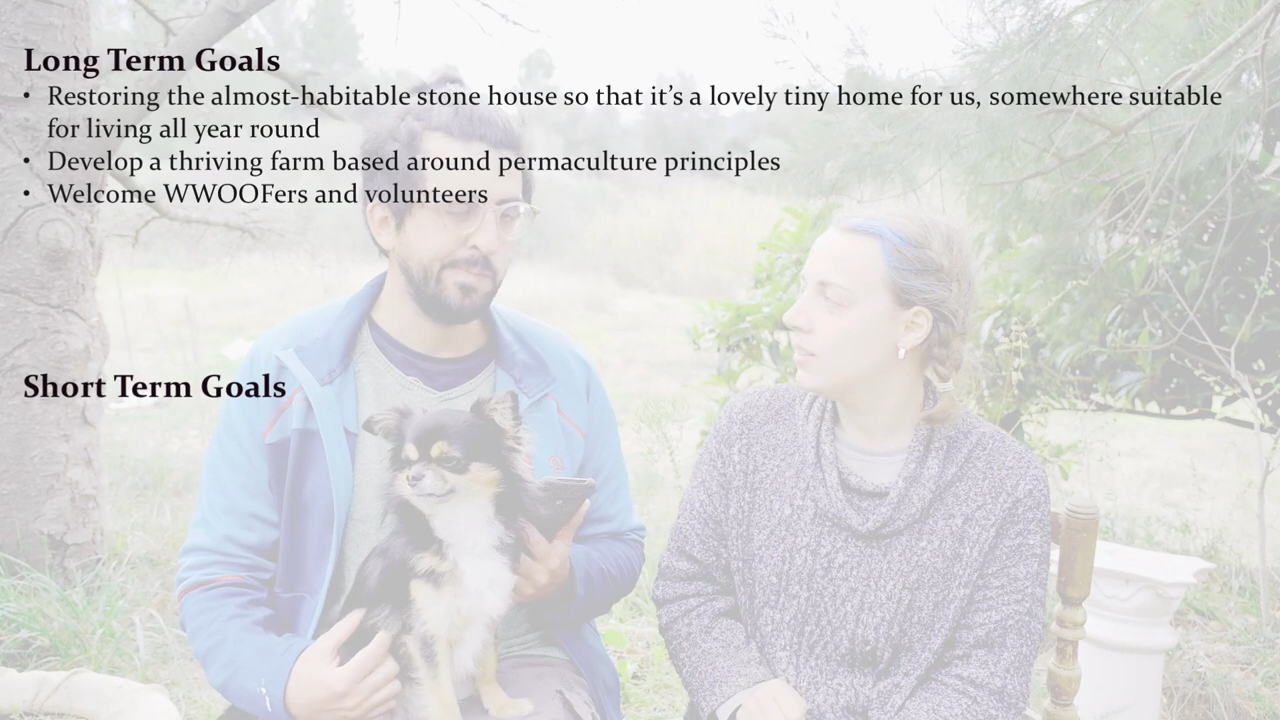 Long Term Goals
• Restoring the almost-habitable stone house so that it’s a lovely tiny home for us, somewhere suitable
for living all year round
• Develop a thriving farm based around permaculture principles
• Welcome WWOOFers and volunteers
Short Term Goals